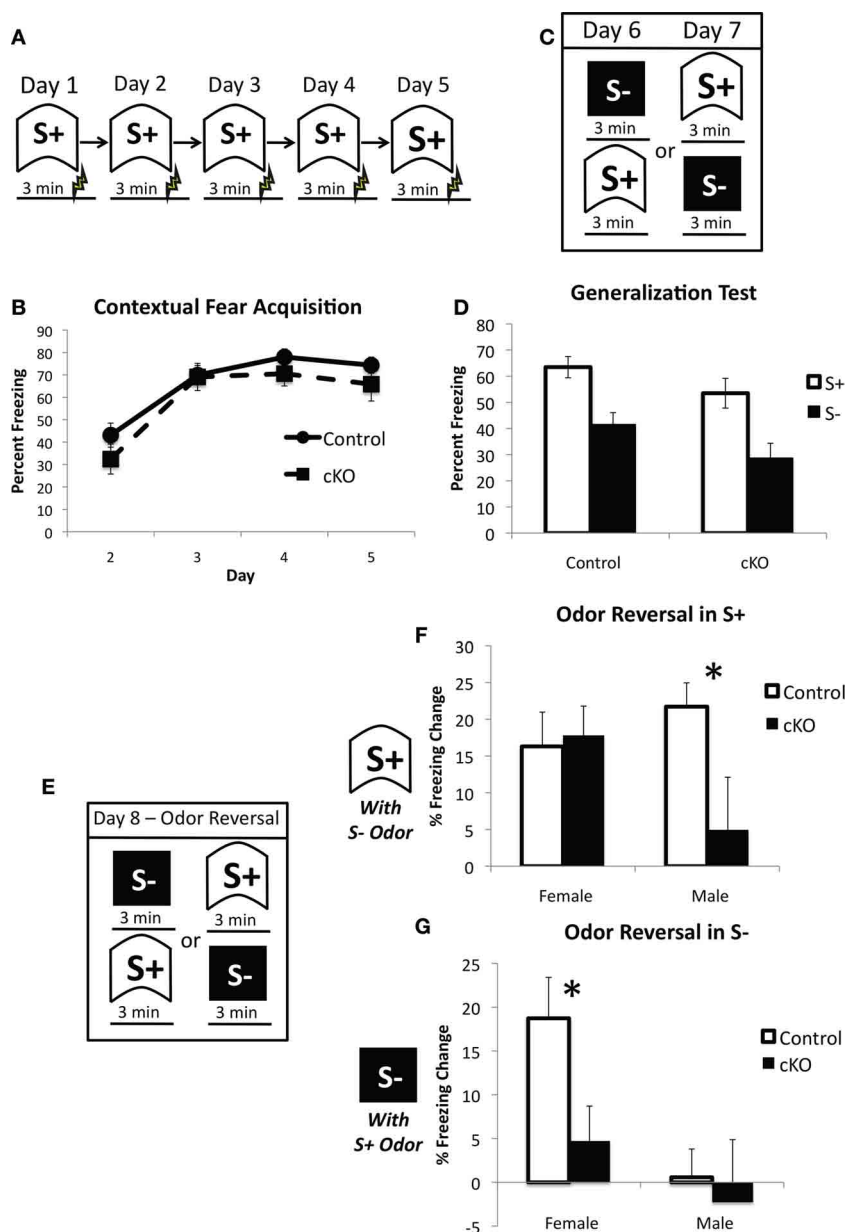 A
Day 1 Day 2 Day 3 Day 4 Day 5
S+ S+ S+ S+ S+
3 min 3 min 3 min 3 min 3 min
C
Day 6 Day 7
S- S+
3 min 3 min
or
S+ S-
3 min 3 min
B
Contextual Fear Acquisition
Percent Freezing
90
80
70
60
50
40
30
20
10
0
Control
cKO
2 3 4 5
Day
D
Generalization Test
Percent Freezing
80
70
60
50
40
30
20
10
0
S+
S-
Control cKO
E
Day 8 – Odor Reversal
S- S+
3 min 3 min
or
S+ S-
3 min 3 min
F
Odor Reversal in S+
S+
With
S- Odor
% Freezing Change
30
25
20
15
10
5
0
*
Control
cKO
Female Male
G
Odor Reversal in S-
S-
With
S+ Odor
% Freezing Change
25
20
15
10
5
0
-5
*
Control
cKO
Female Male